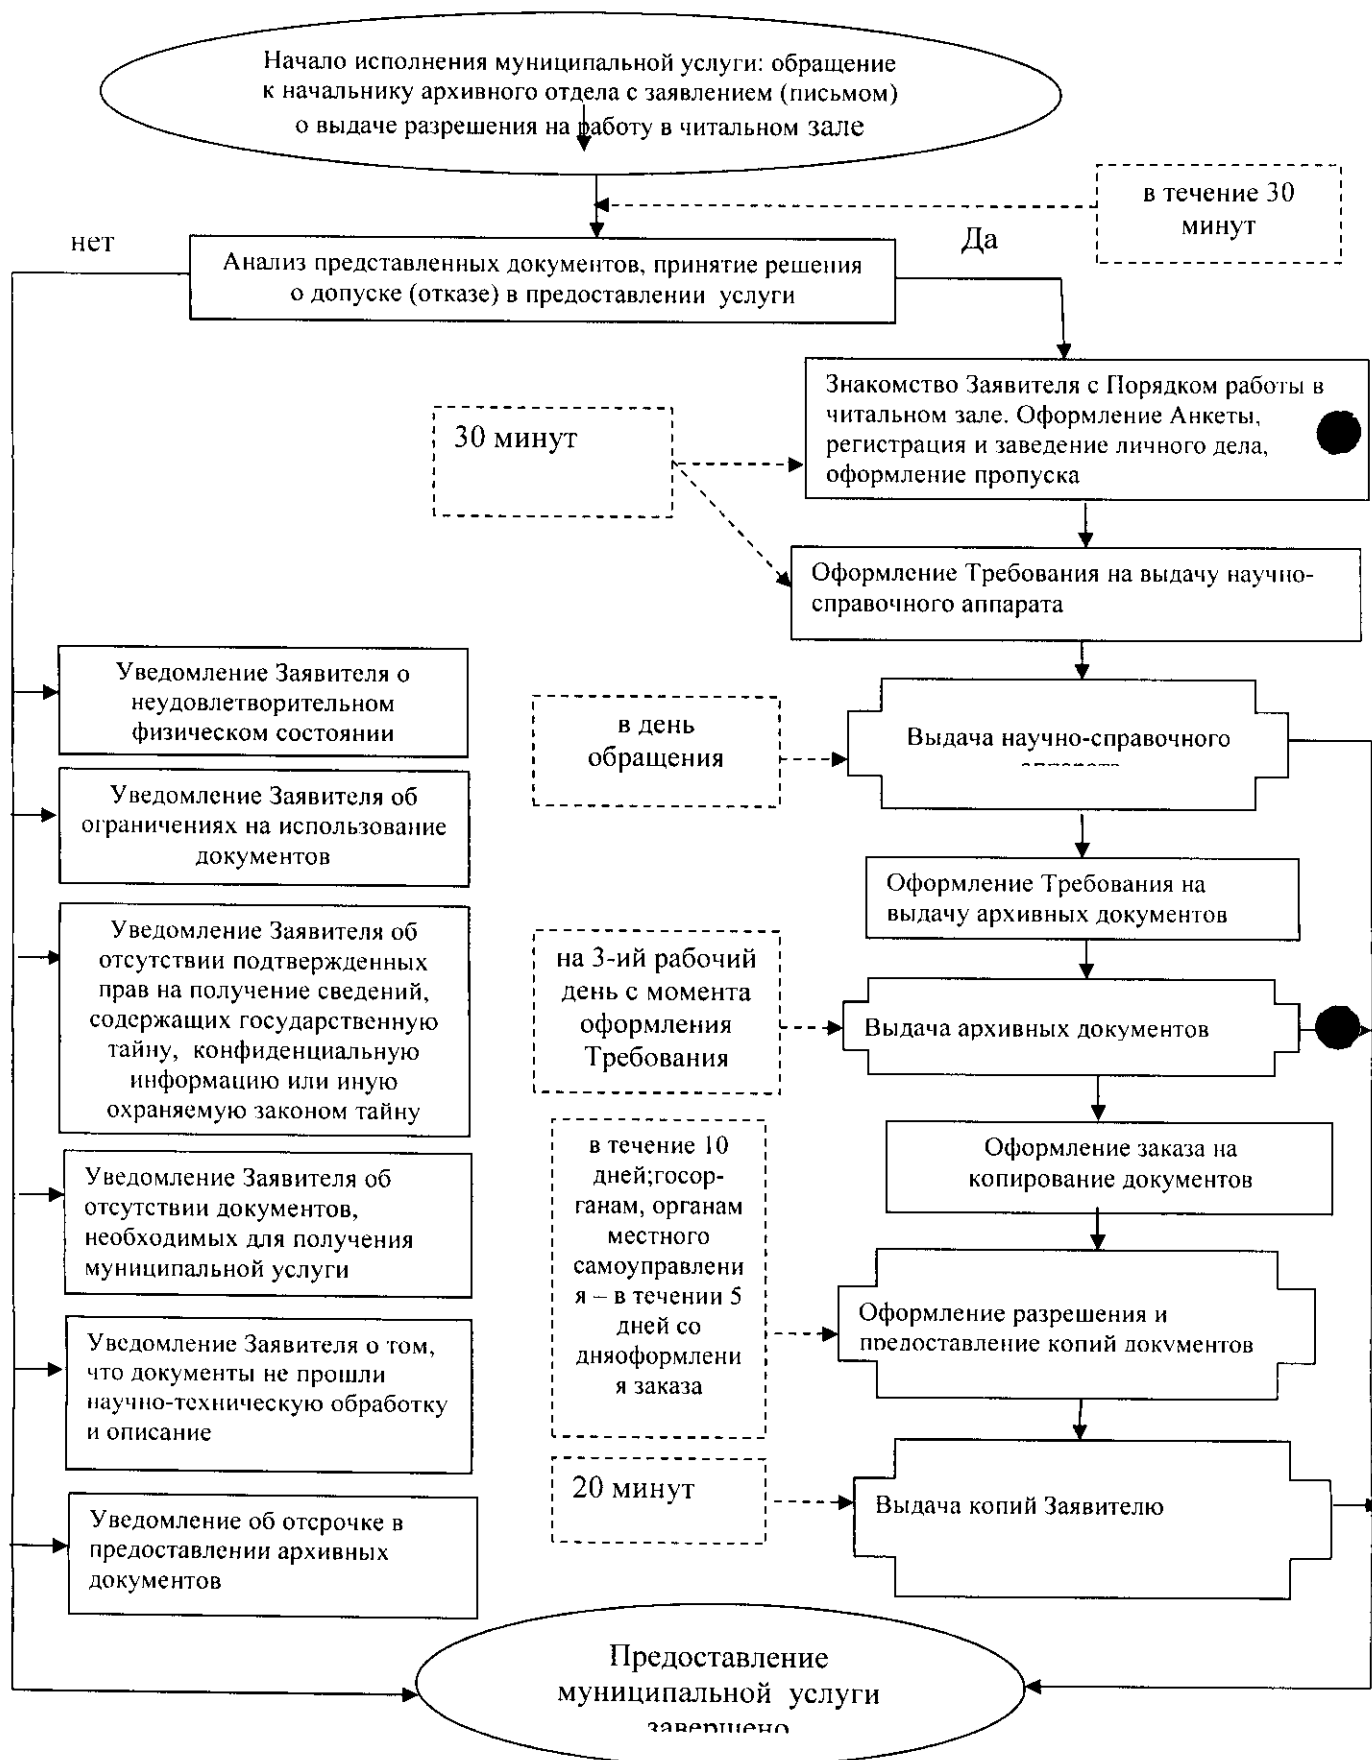 Начало исполнения муниципальной услуги: обращение
к начальнику архивного отдела с заявлением (письмом)
о выдаче разрешения на работу в читальном зале
в течение 30
минут
нет
Да
Анализ представленных документов, принятие решения
о допуске (отказе) в предоставлении услуги
Знакомство Заявителя с Порядком работы в
читальном зале. Оформление Анкеты,
регистрация и заведение личного дела,
оформление пропуска
30 минут
Оформление Требования на выдачу научно-
справочного аппарата
Уведомление Заявителя о
неудовлетворительном
физическом состоянии
в день
обращения
Выдача научно-справочного
аппарата
Уведомление Заявителя об
ограничениях на использование
документов
Оформление Требования на
выдачу архивных документов
Уведомление Заявителя об
отсутствии подтвержденных
прав на получение сведений,
содержащих государственную
тайну, конфиденциальную
информацию или иную
охраняемую законом тайну
на 3-ий рабочий
день с момента
оформления
Требования
Выдача архивных документов
в течение 10
дней;госор-
ганам, органам
местного
самоуправлени
я – в течении 5
дней со
дняоформлени
я заказа
Оформление заказа на
копирование документов
Уведомление Заявителя об
отсутствии документов,
необходимых для получения
муниципальной услуги
Оформление разрешения и
предоставление копий документов
Уведомление Заявителя о том,
что документы не прошли
научно-техническую обработку
и описание
20 минут
Выдача копий Заявителю
Уведомление об отсрочке в
предоставлении архивных
документов
Предоставление
муниципальной услуги
завершено